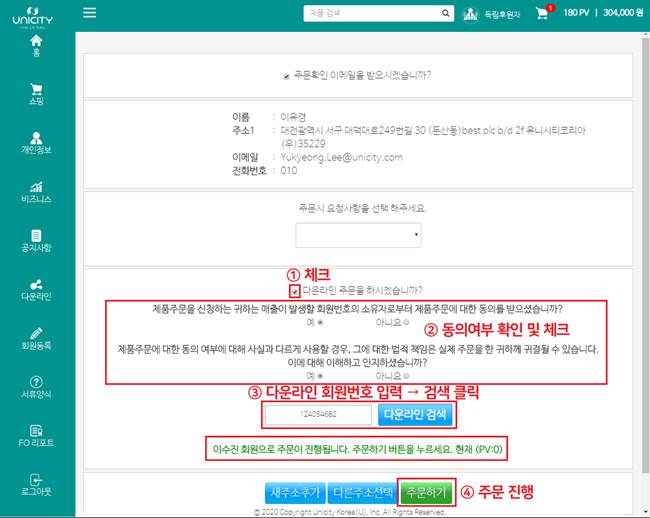 UNICITY
제품 검색
독립후원자
1
180 PV | 304,000 원
홈
쇼핑
개인정보
비즈니스
공지사항
다운라인
회원등록
서류양식
FO 리포트
로그아웃
주문확인 이메일을 받으시겠습니까?
이름 : 이유경
주소1 : 대전광역시 서구 대덕대로249번길 30 (둔산동)best plc b/d 2f 유니시티코리아
(우)35229
이메일 : Yukyeong.Lee@unicity.com
전화번호 : 010
주문시 요청사항을 선택 해주세요.
① 체크
다운라인 주문을 하시겠습니까?
제품주문을 신청하는 귀하는 매출이 발생할 회원번호의 소유자로부터 제품주문에 대한 동의를 받으셨습니까?
예 아니요
② 동의여부 확인 및 체크
제품주문에 대한 동의 여부에 대해 사실과 다르게 사용할 경우, 그에 대한 법적 책임은 실제 주문을 한 귀하께 귀결될 수 있습니다.
이에 대해 이해하고 인지하셨습니까?
예 아니요
③ 다운라인 회원번호 입력 → 검색 클릭
124054682 다운라인 검색
이수진 회원으로 주문이 진행됩니다. 주문하기 버튼을 누르세요. 현재 (PV:0)
새주소추가 다른주소선택 주문하기 ④ 주문 진행
© 2020 Copyright Unicity Korea(U), Inc. All Rights Reserved.